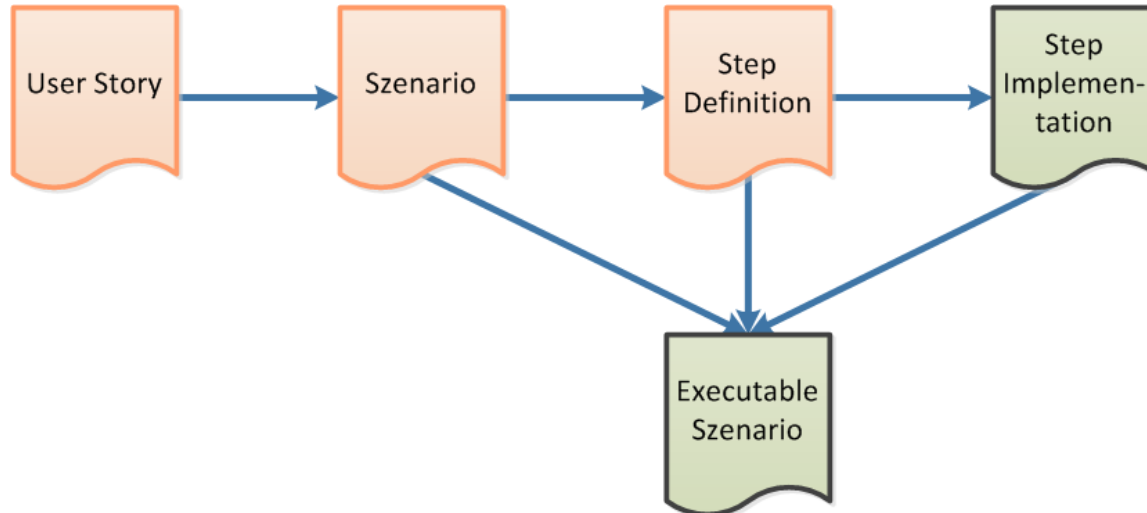 User Story
Szenario
Step
Definition
Step
Implemen-
tation
Executable
Szenario